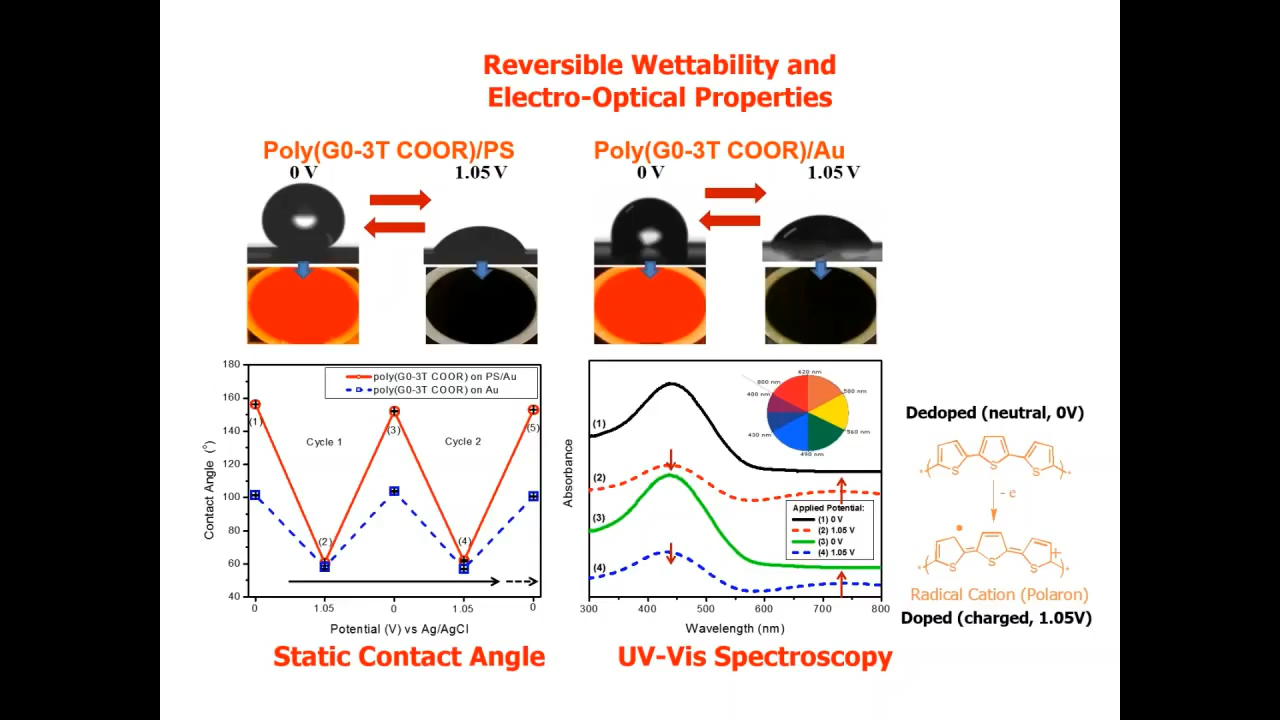 Reversible Wettability and
Electro-Optical Properties
Poly(G0-3T COOR)/PS
0 V
1.05 V
Poly(G0-3T COOR)/Au
0 V
1.05 V
180
160
140
120
100
80
60
40
Contact Angle (°)
poly(G0-3T COOR) on PS/Au
poly(G0-3T COOR) on Au
(1)
(2)
(3)
(4)
(5)
Cycle 1
Cycle 2
0
1.05
0
1.05
0
Potential (V) vs Ag/AgCl
Static Contact Angle
Absorbance
(1)
(2)
(3)
(4)
620 nm
800 nm
580 nm
400 nm
430 nm
560 nm
490 nm
Applied Potential:
(1) 0 V
(2) 1.05 V
(3) 0 V
(4) 1.05 V
300
400
500
600
700
800
Wavelength (nm)
UV-Vis Spectroscopy
Dedoped (neutral, 0V)
S
S
S
- e
S
S
S
+
Radical Cation (Polaron)
Doped (charged, 1.05V)